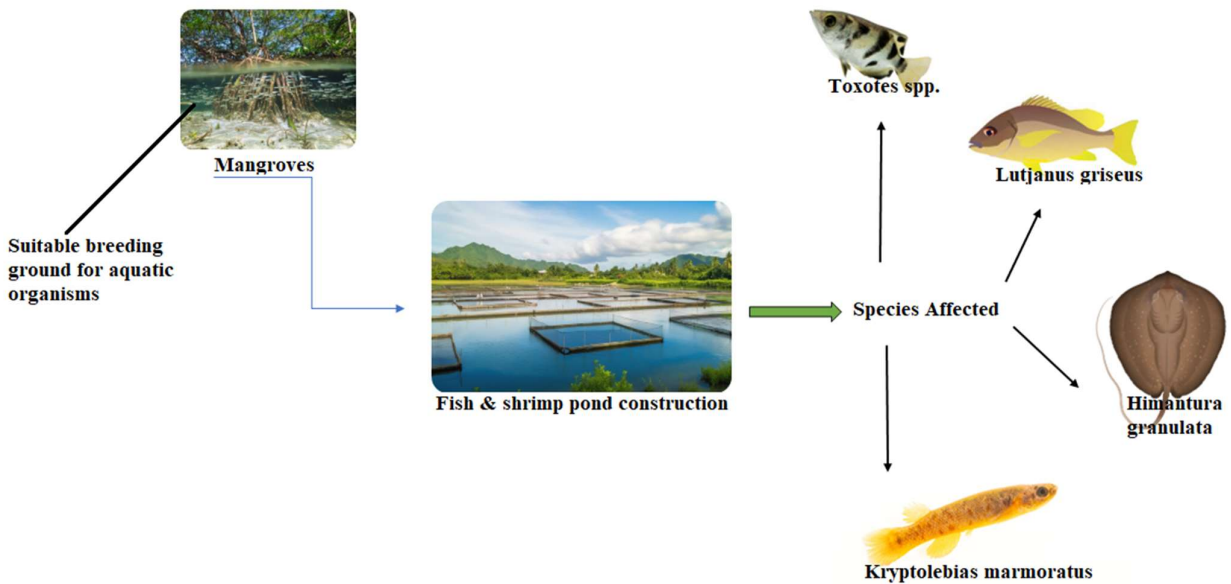 Mangroves
Suitable breeding
ground for aquatic
organisms
Fish & shrimp pond construction
Species Affected
Toxotes spp.
Lutjanus griseus
Himantura
granulata
Kryptolebias marmoratus